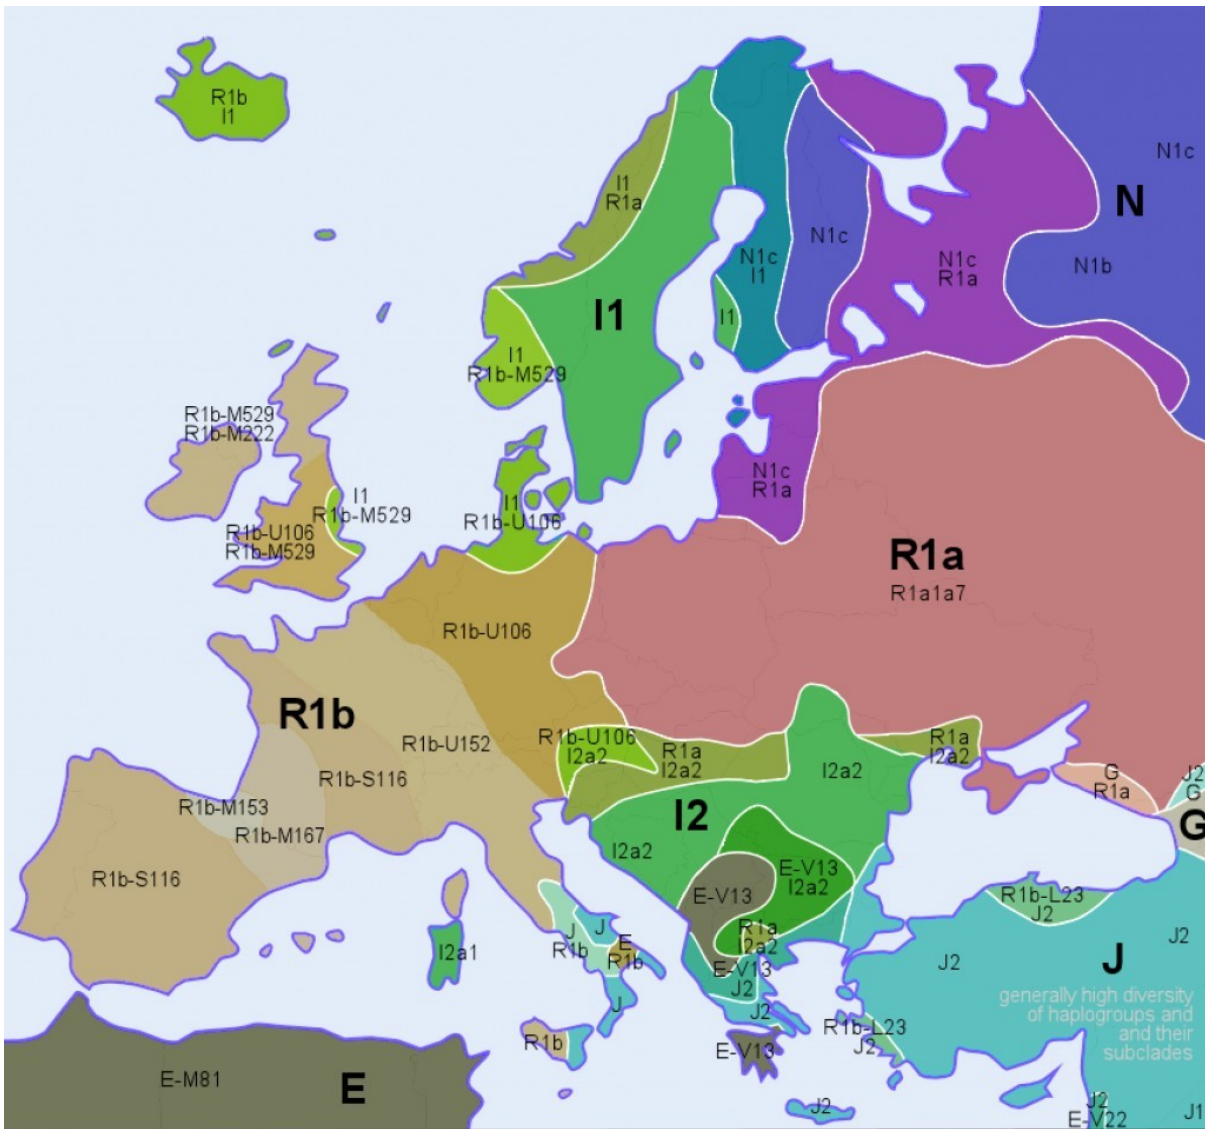 R1b
I1
N1c
I1
R1a
N
N1c
N1c
I1
N1c
R1a
N1b
I1
I1
I1
R1b-M529
R1b-M529
R1b-M222
N1c
R1a
I1
R1b-M529
I1
R1b-U106
R1b-U106
R1b-M529
R1a
R1a1a7
R1b-U106
R1b
R1b-U106
I2a2
R1a
I2a2
R1a
I2a2
R1b-U152
R1b-S116
I2a2
G
R1a
J2
G
R1b-M153
R1b-M167
I2
G
I2a2
R1b-S116
E-V13
E-V13
I2a2
R1b-L23
J2
J
J
R1b
E
R1b
R1a
I2a2
I2a1
E-V13
J2
J2
J2
J
J
generally high diversity
of haplogroups and
and their
subclades
J2
R1b-L23
J2
R1b
E-V13
E-M81
E
J2
J2
E-V22
J1